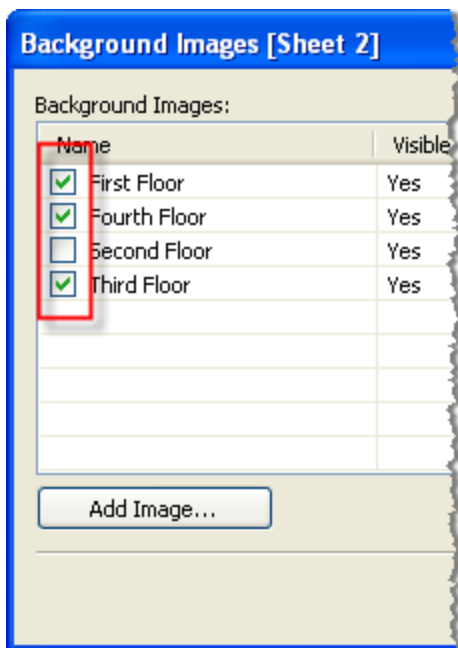 Background Images [Sheet 2]
Background Images:
Name Visible
First Floor Yes
Fourth Floor Yes
Second Floor Yes
Third Floor Yes
Add Image...